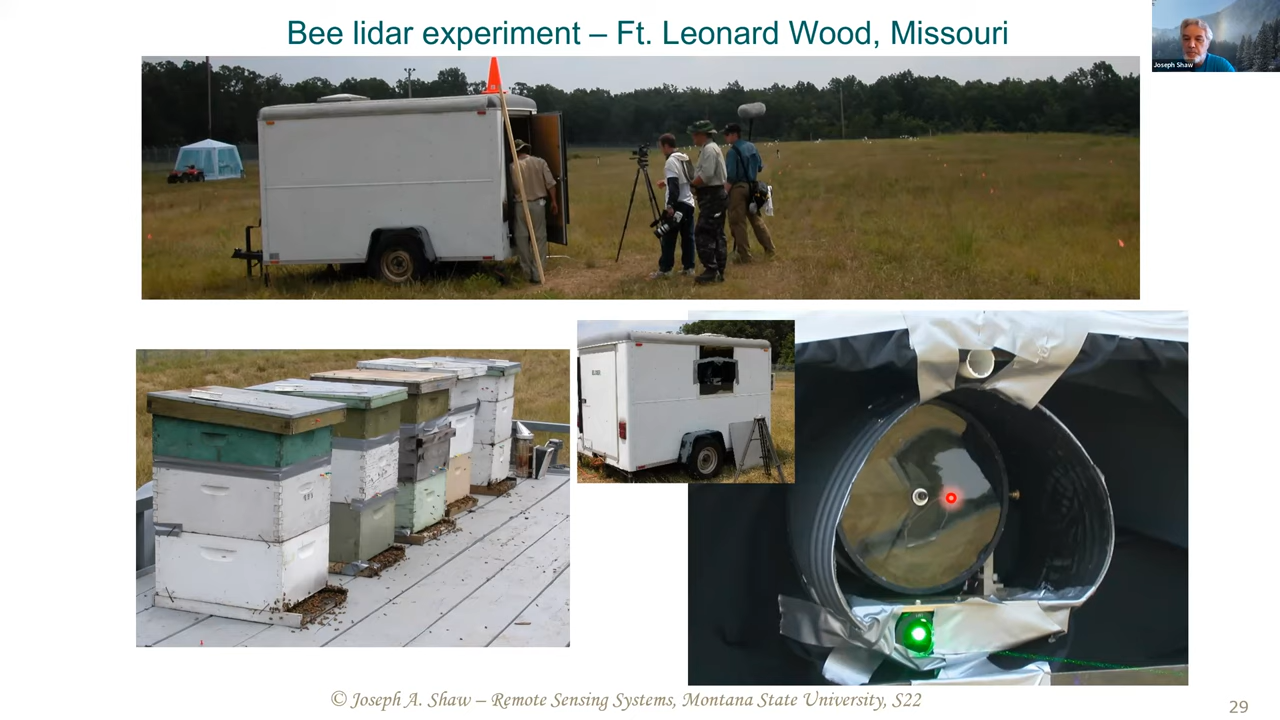 Bee lidar experiment – Ft. Leonard Wood, Missouri
Joseph Shaw
© Joseph A. Shaw – Remote Sensing Systems, Montana State University, S22
29